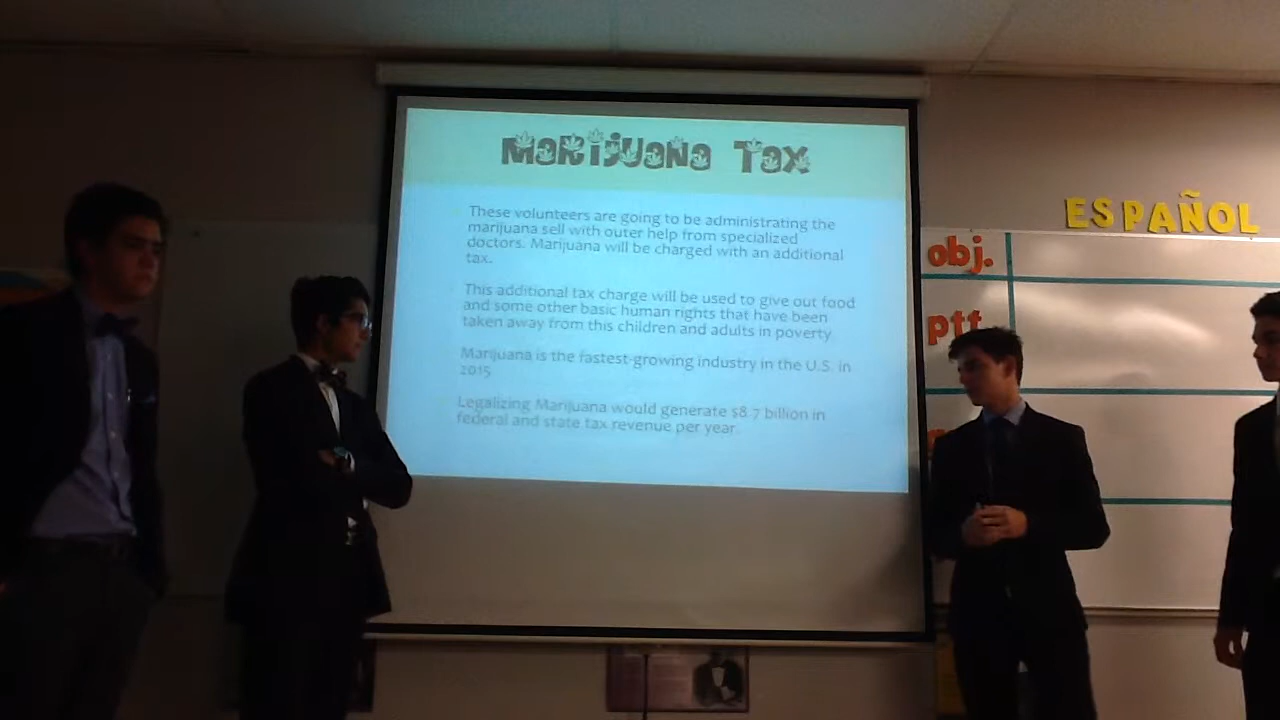 Marijuana Tax
These volunteers are going to be administrating the
marijuana sell with outer help from specialized
doctors. Marijuana will be charged with an additional
tax.
This additional tax charge will be used to give out food
and some other basic human rights that have been
taken away from this children and adults in poverty
Marijuana is the fastest-growing industry in the U.S. in
2015
Legalizing Marijuana would generate $8.7 billion in
federal and state tax revenue per year.
ESPAÑOL
obj.
ptt